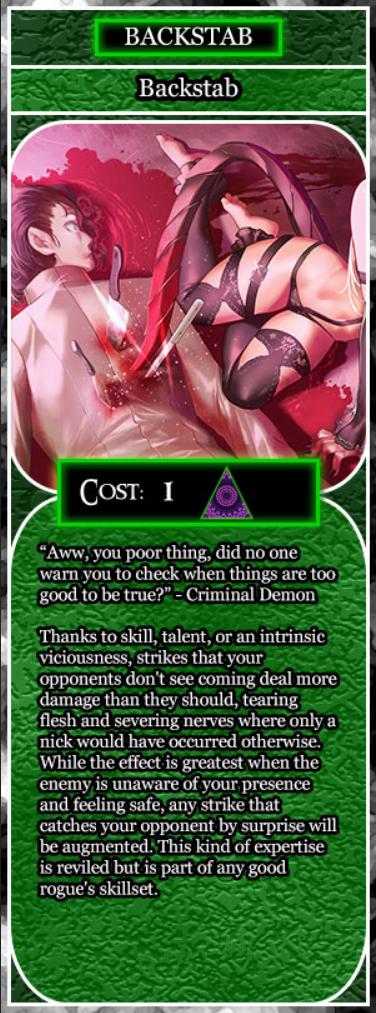 BACKSTAB
Backstab
COST: 1
“Aww, you poor thing, did no one
warn you to check when things are too
good to be true?” - Criminal Demon
Thanks to skill, talent, or an intrinsic
viciousness, strikes that your
opponents don't see coming deal more
damage than they should, tearing
flesh and severing nerves where only a
nick would have occurred otherwise.
While the effect is greatest when the
enemy is unaware of your presence
and feeling safe, any strike that
catches your opponent by surprise will
be augmented. This kind of expertise
is reviled but is part of any good
rogue's skillset.